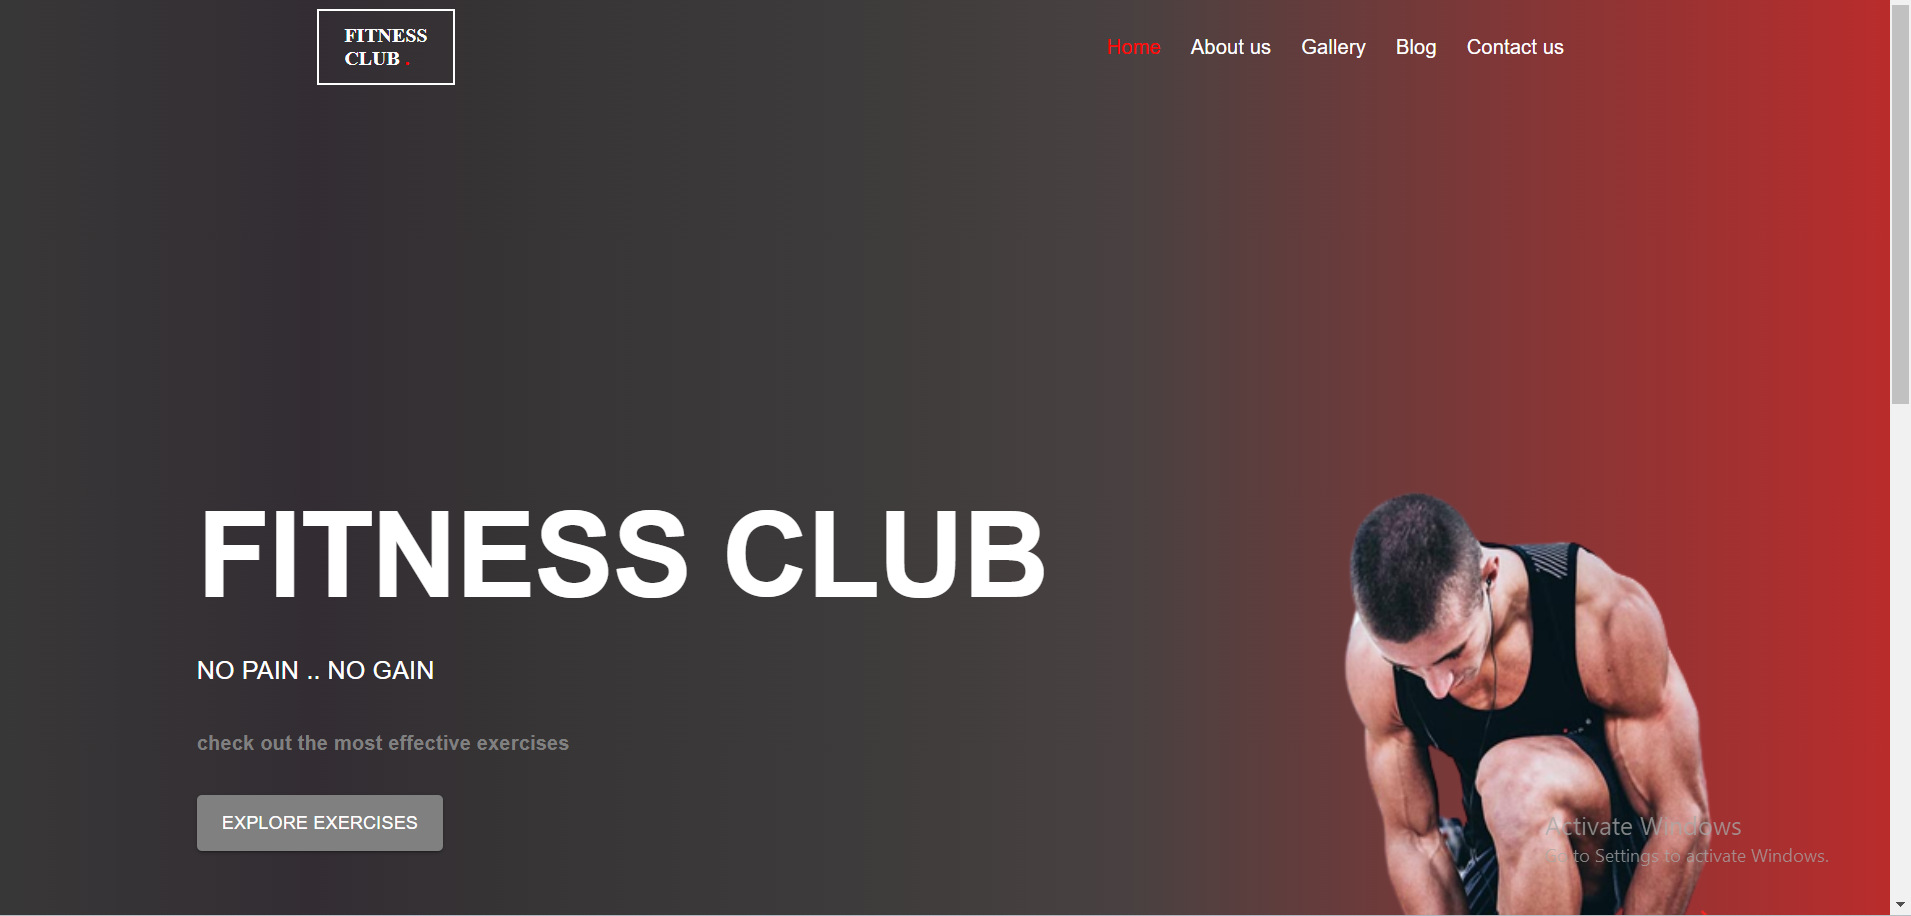 FITNESS
CLUB .
Home About us Gallery Blog Contact us
FITNESS CLUB
NO PAIN .. NO GAIN
check out the most effective exercises
EXPLORE EXERCISES
Activate Windows
Go to Settings to activate Windows.